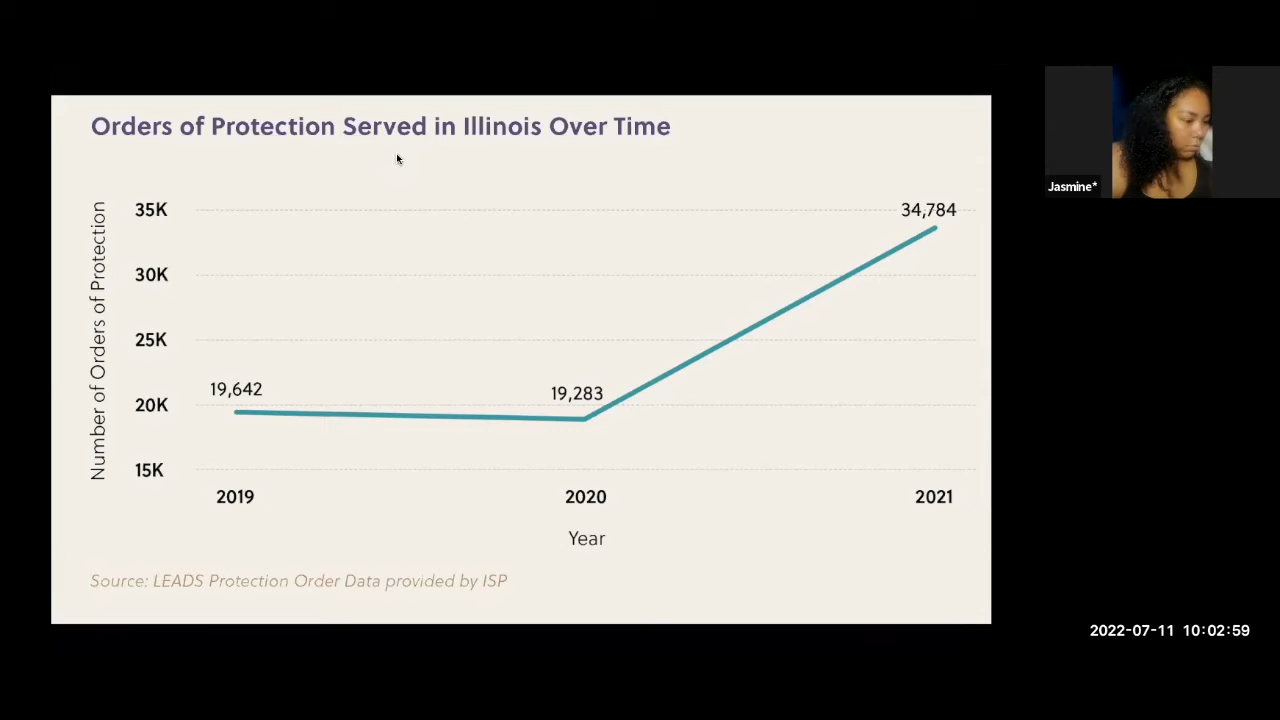 Orders of Protection Served in Illinois Over Time
Number of Orders of Protection
35K
30K
25K
20K
15K
19,642
19,283
34,784
2019
2020
2021
Year
Source: LEADS Protection Order Data provided by ISP
Jasmine*
2022-07-11 10:02:59